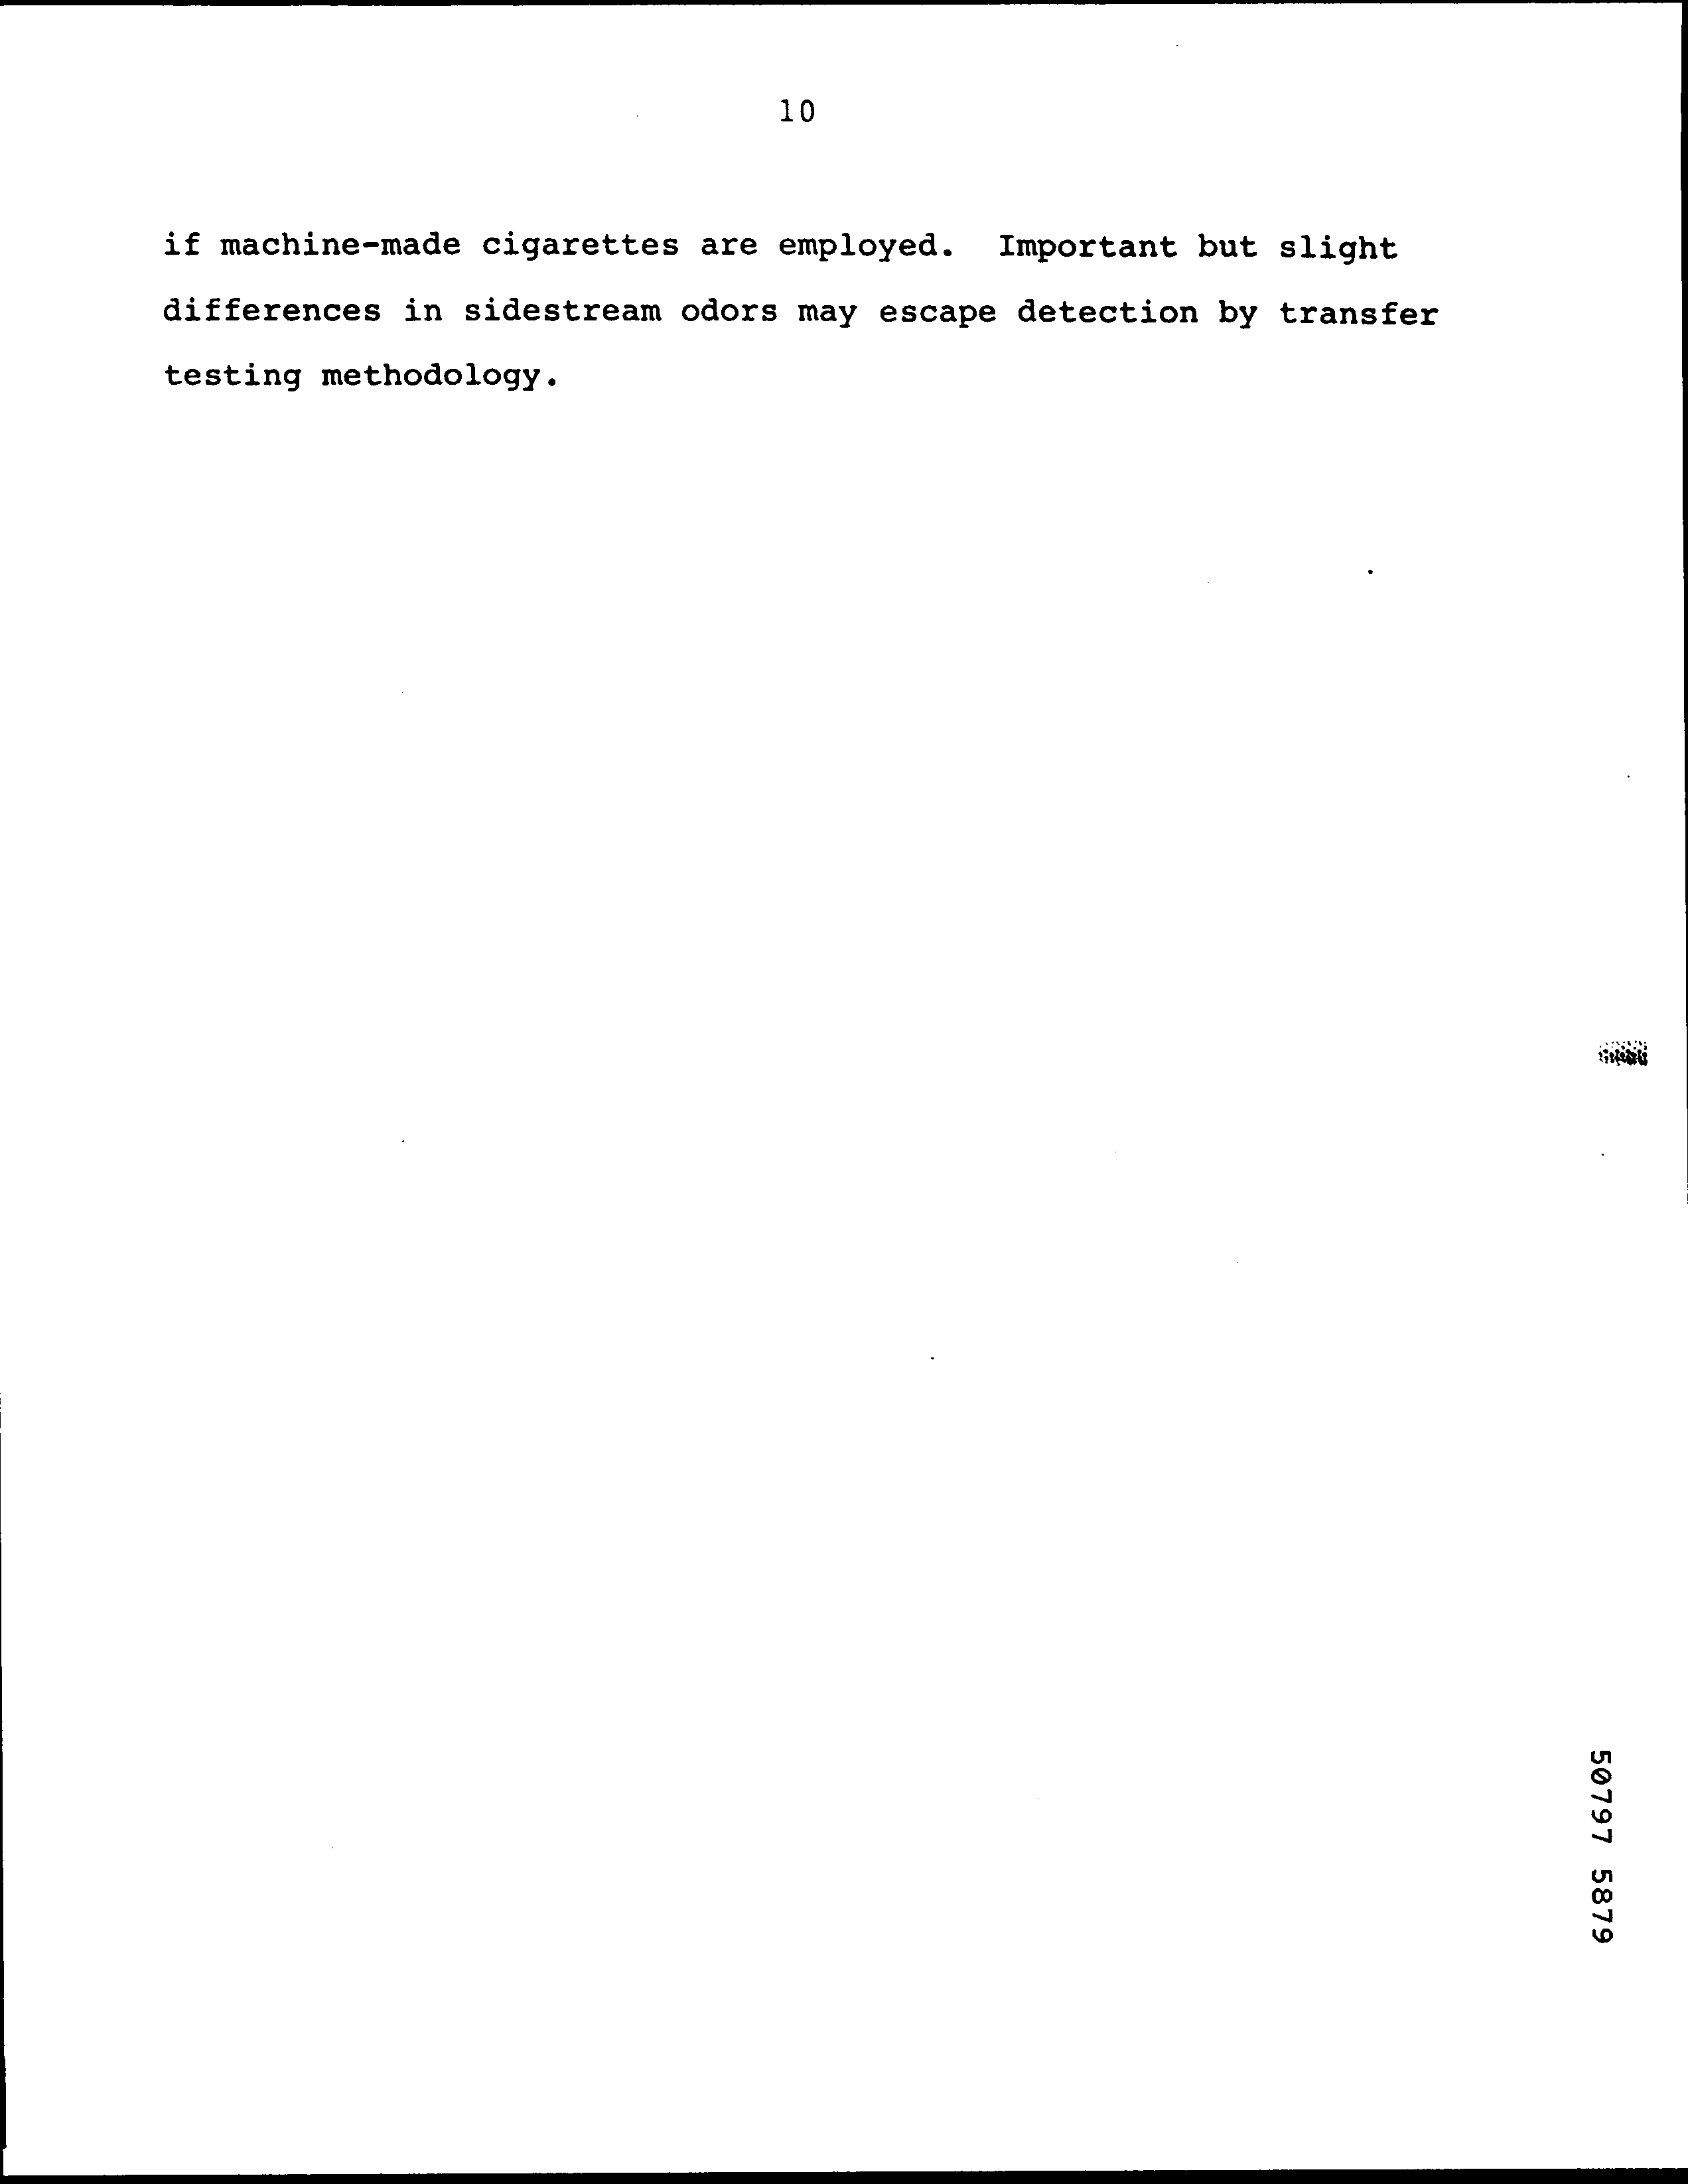 10
if machine-made cigarettes are employed. Important but slight
differences in sidestream odors may escape detection by transfer
testing methodology.
50797 5879